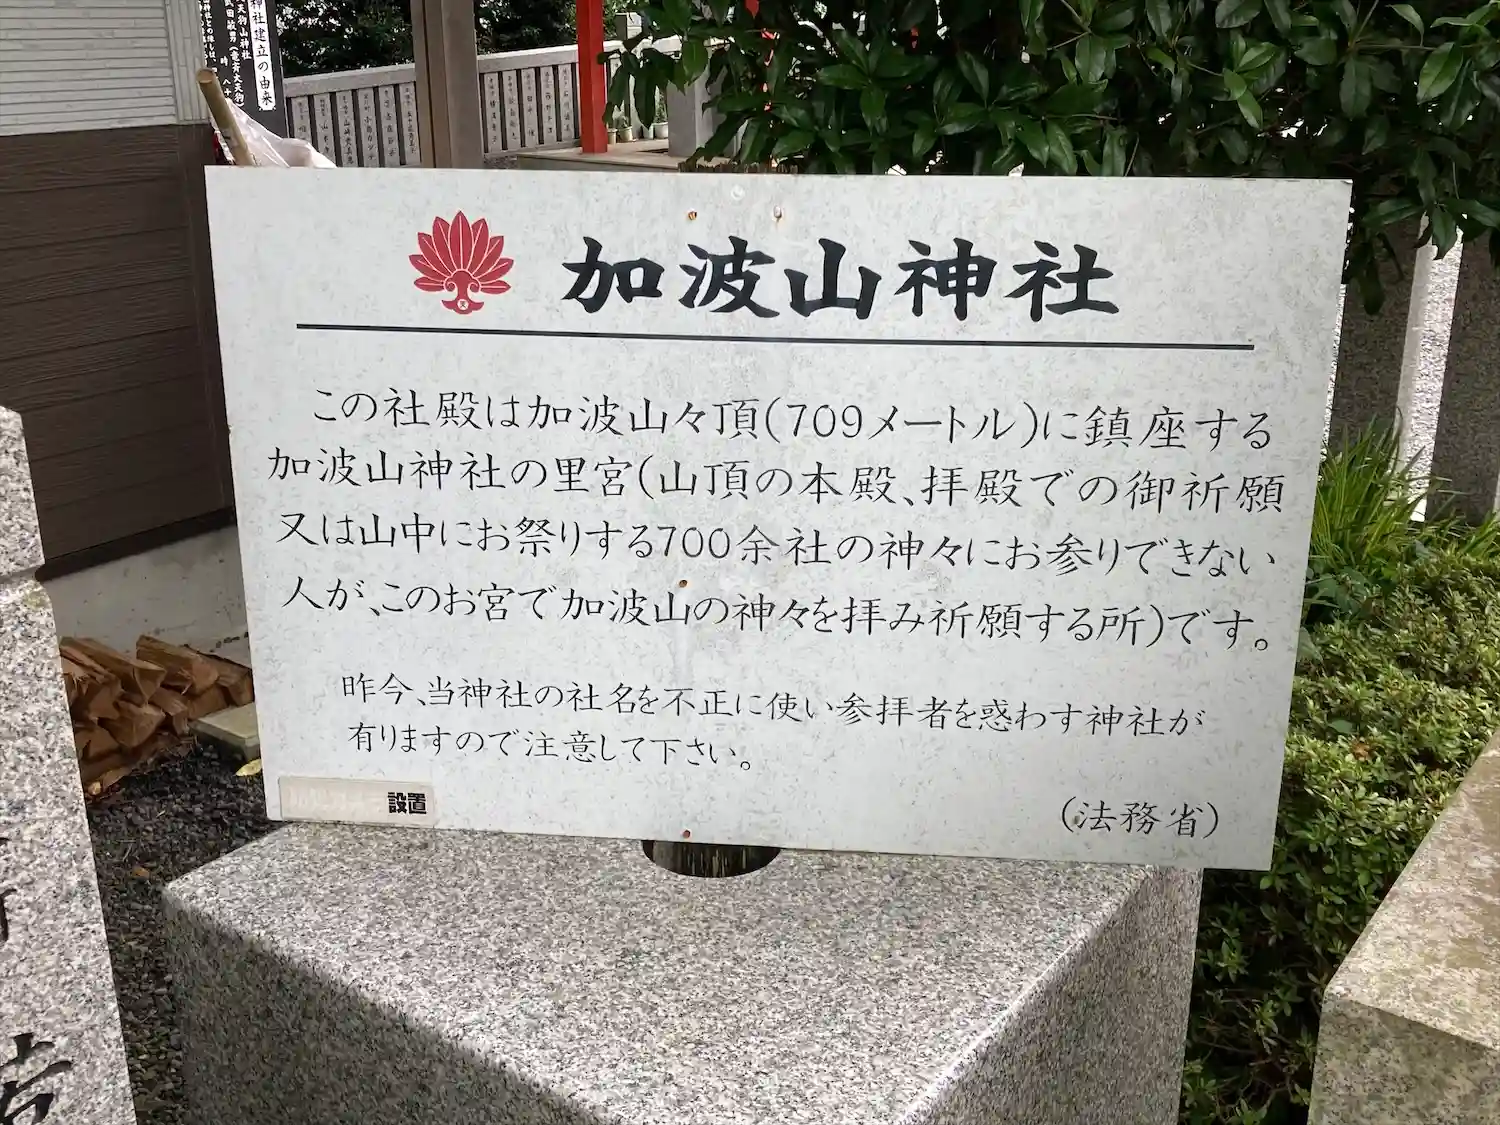 神社建立の由来
加波山神社
この社殿は加波山々頂(709メートル)に鎮座する
加波山神社の里宮(山頂の本殿、拝殿での御祈願
又は山中にお祭りする700余社の神々にお参りできない
人が、このお宮で加波山の神々を拝み祈願する所)です。
昨今、当神社の社名を不正に使い参拝者を惑わす神社が
有りますので注意して下さい。
設置
(法務省)